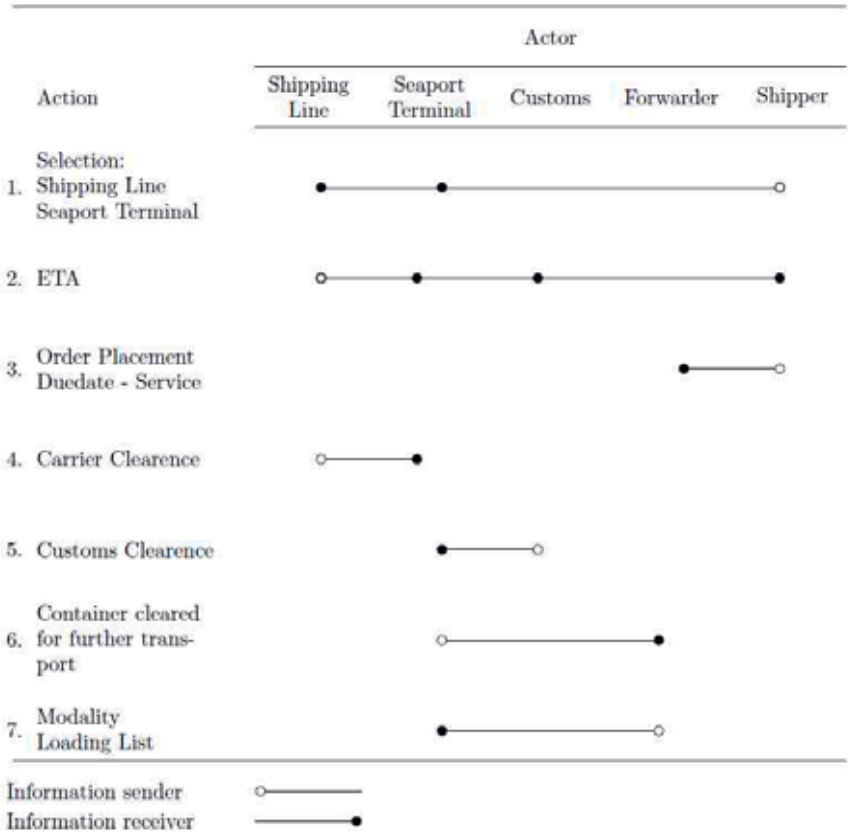 Actor
Action
Shipping
Line
Seaport
Terminal
Customs
Forwarder
Shipper
Selection:
1. Shipping Line
Seaport Terminal
2. ETA
Order Placement
3.
Duedate - Service
4. Carrier Clearence
5. Customs Clearence
Container cleared
6. for further trans-
port
Modality
7.
Loading List
Information sender
Information receiver